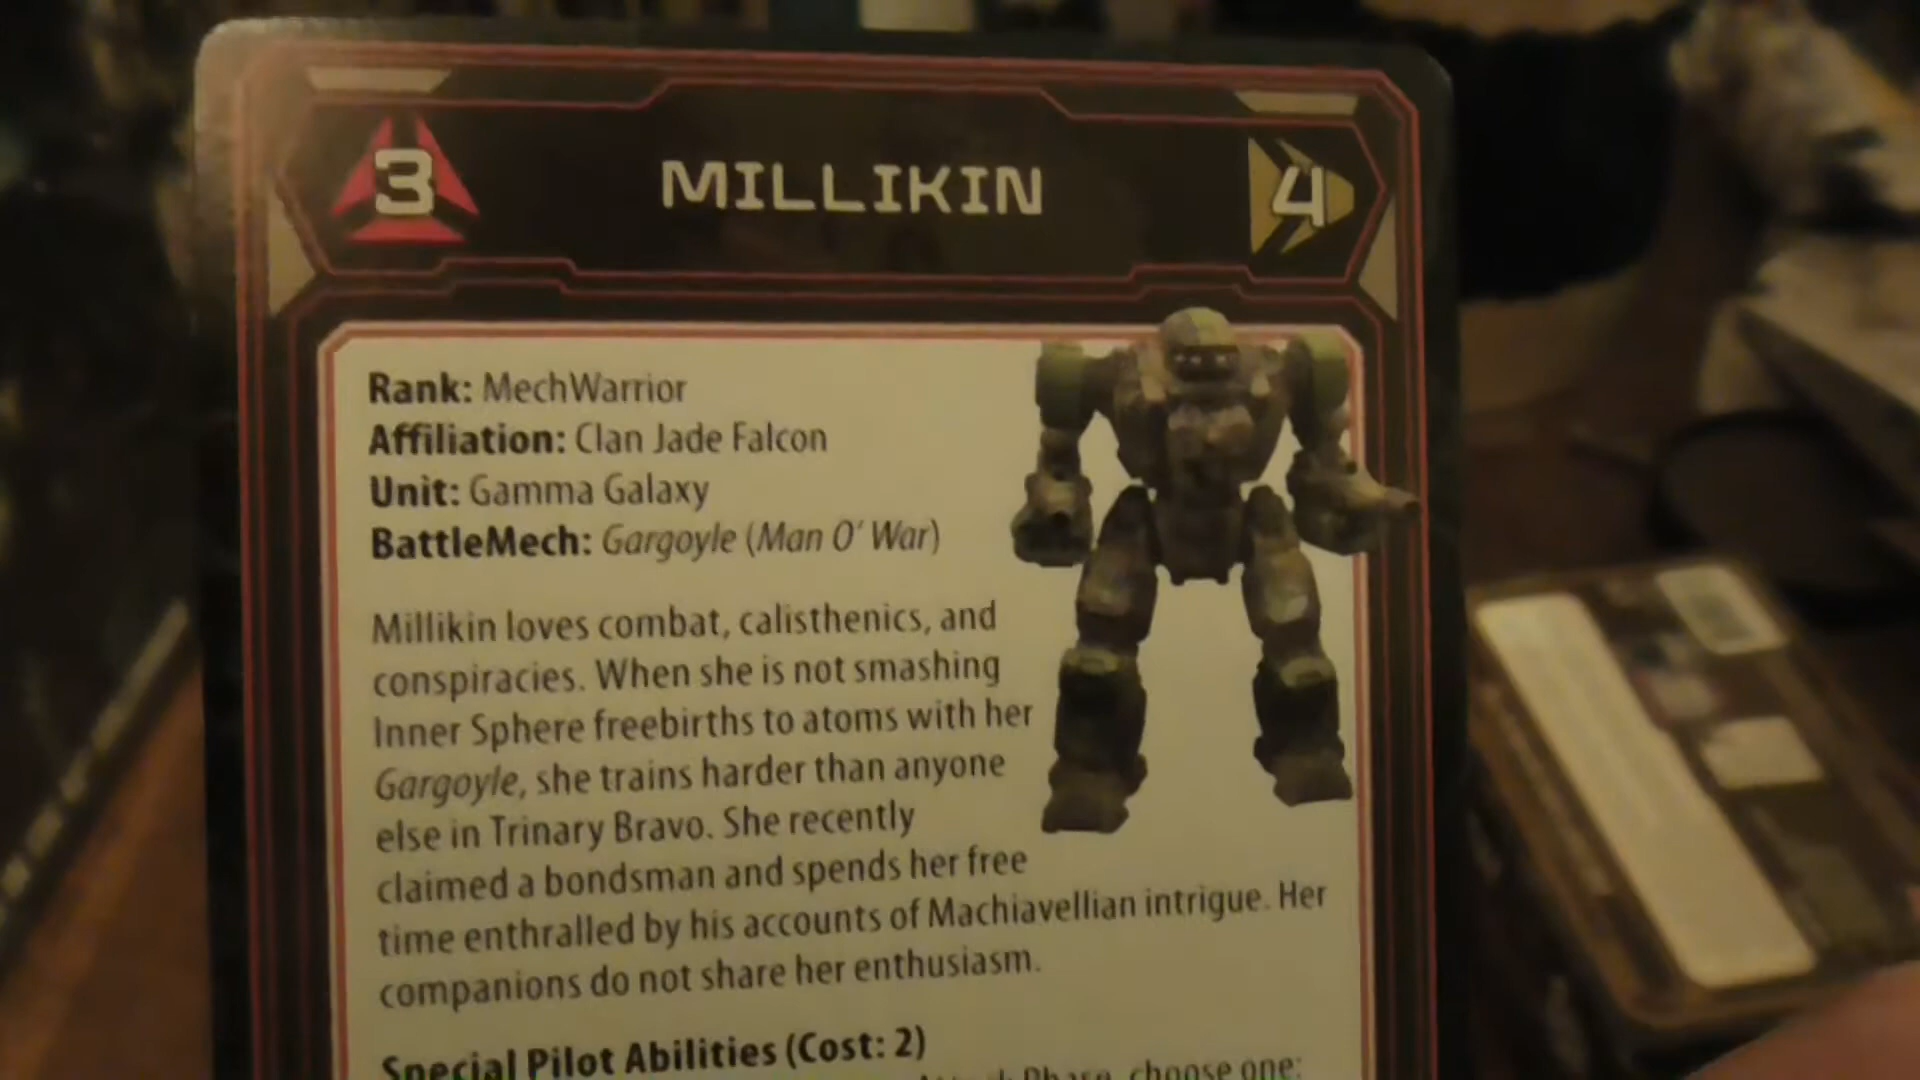 3 MILLIKIN 4
Rank: MechWarrior
Affiliation: Clan Jade Falcon
Unit: Gamma Galaxy
BattleMech: Gargoyle (Man O' War)
Millikin loves combat, calisthenics, and
conspiracies. When she is not smashing
Inner Sphere freebirths to atoms with her
Gargoyle, she trains harder than anyone
else in Trinary Bravo. She recently
claimed a bondsman and spends her free
time enthralled by his accounts of Machiavellian intrigue. Her
companions do not share her enthusiasm.
Special Pilot Abilities (Cost: 2)
Phase, choose one: